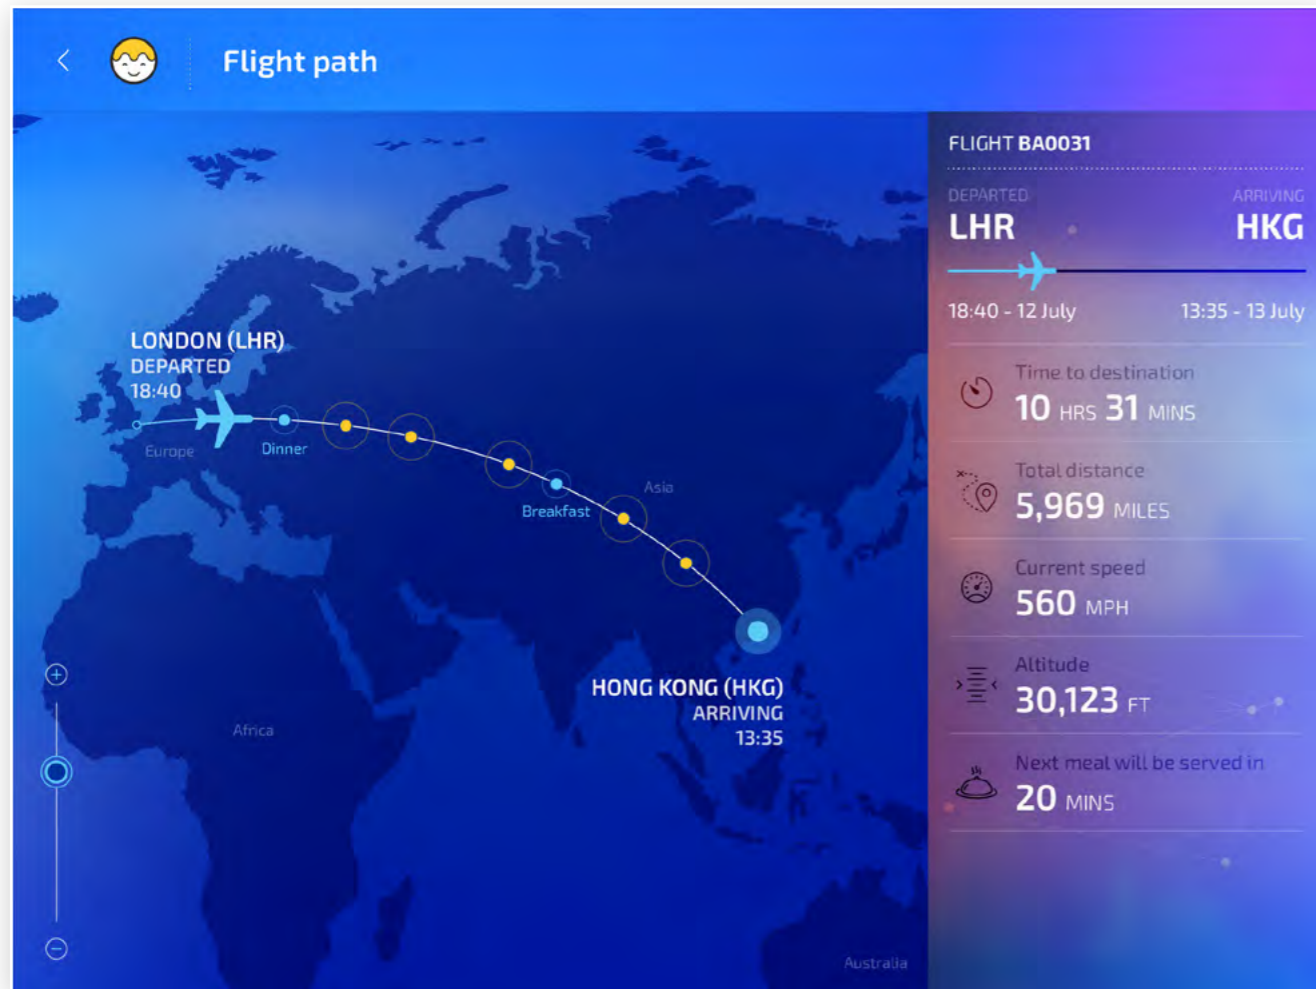 Flight path
LONDON (LHR)
DEPARTED
18:40
Europe
Dinner
Breakfast
Asia
HONG KONG (HKG)
ARRIVING
13:35
Africa
Australia
FLIGHT BA0031
DEPARTED
ARRIVING
LHR
HKG
18:40 - 12 July
13:35 - 13 July
Time to destination
10 HRS 31 MINS
Total distance
5,969 MILES
Current speed
560 MPH
Altitude
30,123 FT
Next meal will be served in
20 MINS